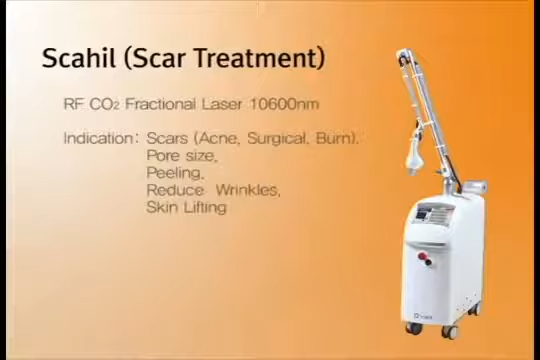 Scahil (Scar Treatment)
RF CO2 Fractional Laser 10600nm
Indication: Scars (Acne, Surgical, Burn),
Pore size,
Peeling,
Reduce Wrinkles,
Skin Lifting